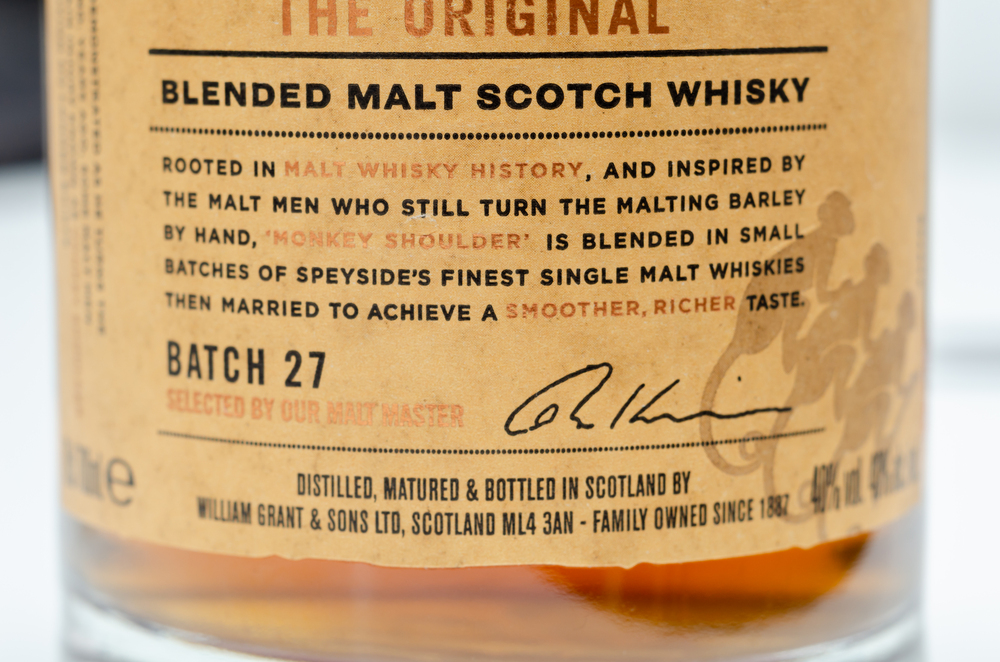 THE ORIGINAL
BLENDED MALT SCOTCH WHISKY
ROOTED IN MALT WHISKY HISTORY, AND INSPIRED BY
THE MALT MEN WHO STILL TURN THE MALTING BARLEY
BY HAND, 'MONKEY SHOULDER' IS BLENDED IN SMALL
BATCHES OF SPEYSIDE'S FINEST SINGLE MALT WHISKIES
THEN MARRIED TO ACHIEVE A SMOOTHER, RICHER TASTE.
BATCH 27
SELECTED BY OUR MALT MASTER
DISTILLED, MATURED & BOTTLED IN SCOTLAND BY
WILLIAM GRANT & SONS LTD, SCOTLAND ML4 3AN - FAMILY OWNED SINCE 1887
e
40% vol